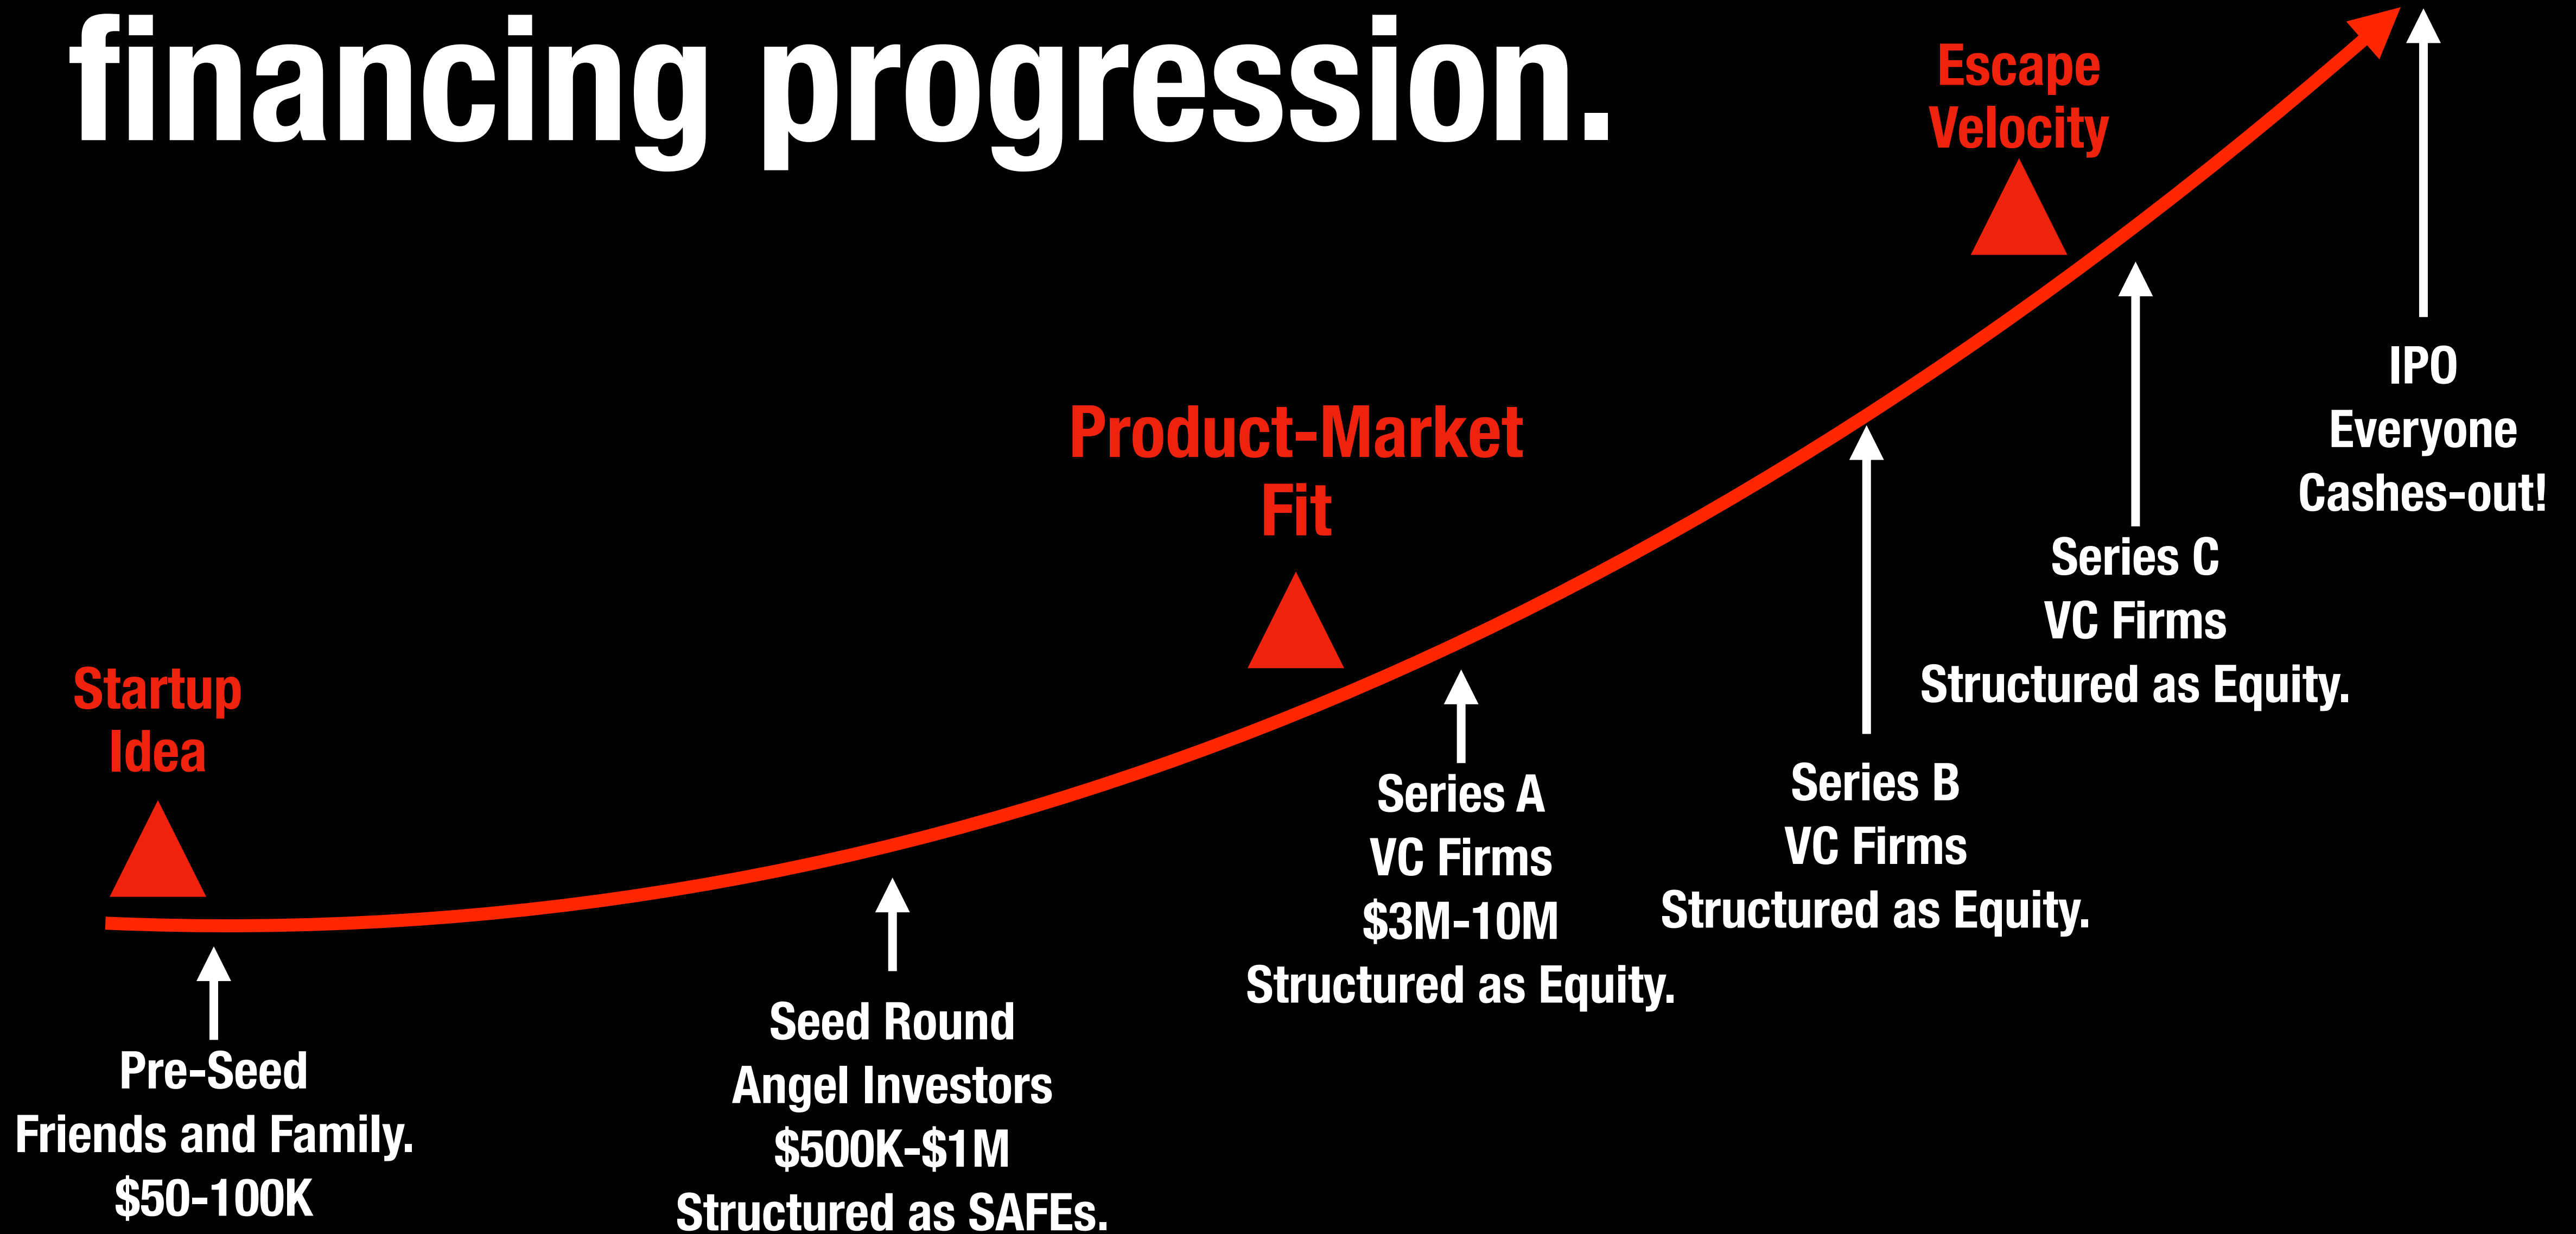 financing progression.
Escape
Velocity
IPO
Everyone
Cashes-out!
Product-Market
Fit
Series C
VC Firms
Structured as Equity.
Startup
Idea
Series B
VC Firms
Structured as Equity.
Series A
VC Firms
$3M-10M
Structured as Equity.
Seed Round
Angel Investors
$500K-$1M
Structured as SAFEs.
Pre-Seed
Friends and Family.
$50-100K